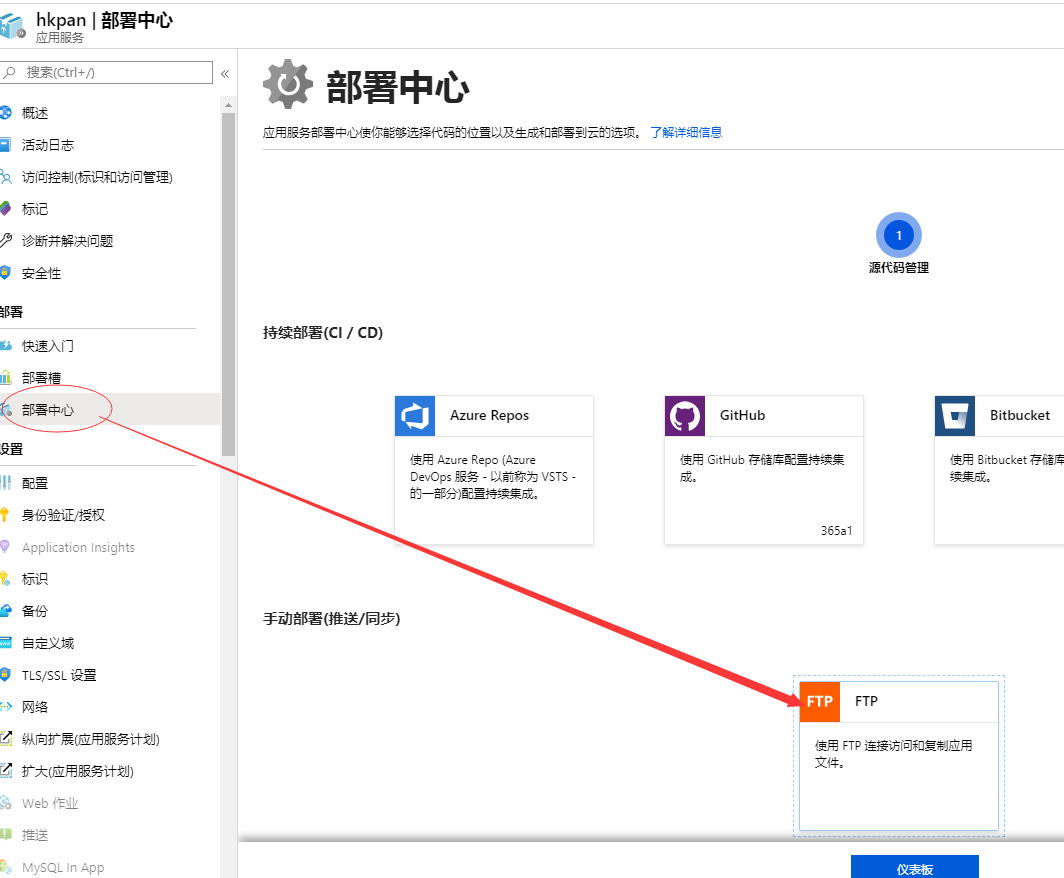 hkpan | 部署中心
应用服务
搜索(Ctrl+/)
«
概述
活动日志
访问控制(标识和访问管理)
标记
诊断并解决问题
安全性
部署
快速入门
部署槽
部署中心
设置
配置
身份验证/授权
Application Insights
标识
备份
自定义域
TLS/SSL 设置
网络
纵向扩展(应用服务计划)
扩大(应用服务计划)
Web 作业
推送
MySQL In App
部署中心
应用服务部署中心使你能够选择代码的位置以及生成和部署到云的选项。 了解详细信息
1
源代码管理
持续部署(CI / CD)
Azure Repos
使用 Azure Repo (Azure
DevOps 服务 - 以前称为 VSTS -
的一部分)配置持续集成。
GitHub
使用 GitHub 存储库配置持续集
成。
365a1
Bitbucket
使用 Bitbucket 存储库
续集成。
手动部署(推送/同步)
FTP
FTP
使用 FTP 连接访问和复制应用
文件。
仪表板